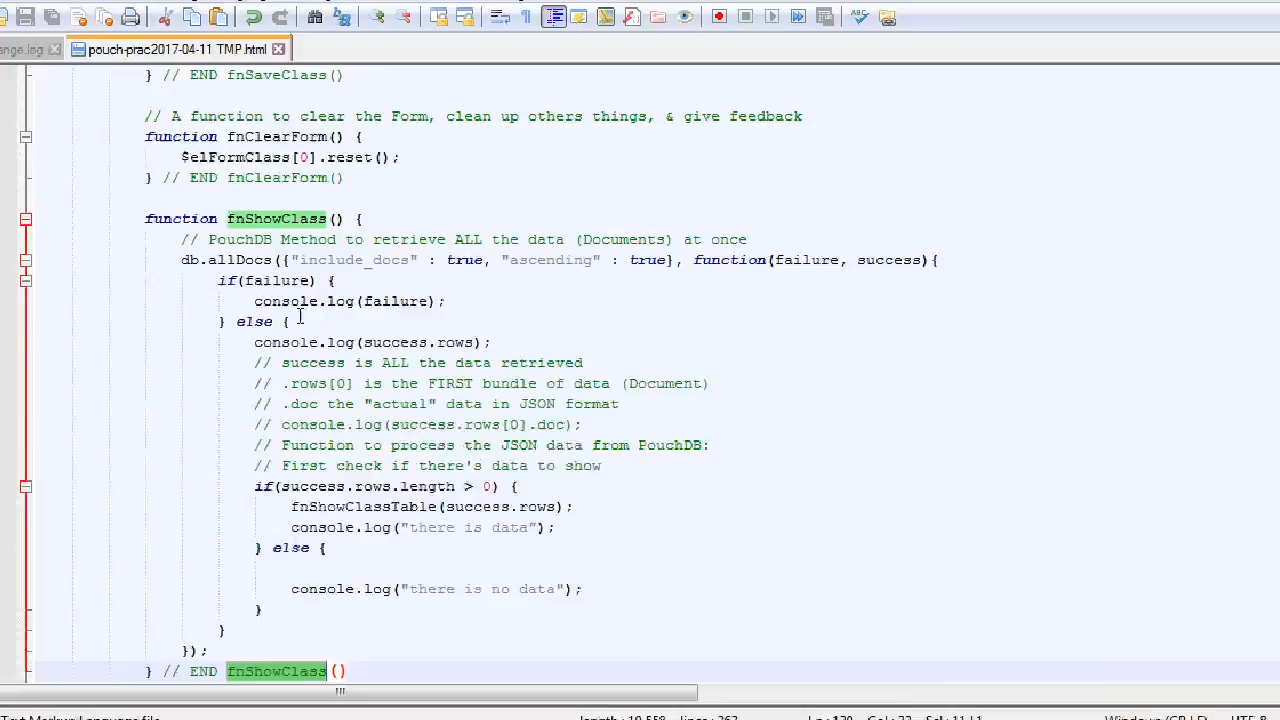 ange.log
pouch-prac2017-04-11 TMP.html
} // END fnSaveClass()
// A function to clear the Form, clean up others things, & give feedback
function fnClearForm() {
$elFormClass[0].reset();
} // END fnClearForm()
function fnShowClass() {
// PouchDB Method to retrieve ALL the data (Documents) at once
db.allDocs({"include_docs" : true, "ascending" : true}, function(failure, success){
if(failure) {
console.log(failure);
} else {
console.log(success.rows);
// success is ALL the data retrieved
// .rows[0] is the FIRST bundle of data (Document)
// .doc the "actual" data in JSON format
// console.log(success.rows[0].doc);
// Function to process the JSON data from PouchDB:
// First check if there's data to show
if(success.rows.length > 0) {
fnShowClassTable(success.rows);
console.log("there is data");
} else {
console.log("there is no data");
}
}
});
} // END fnShowClass()